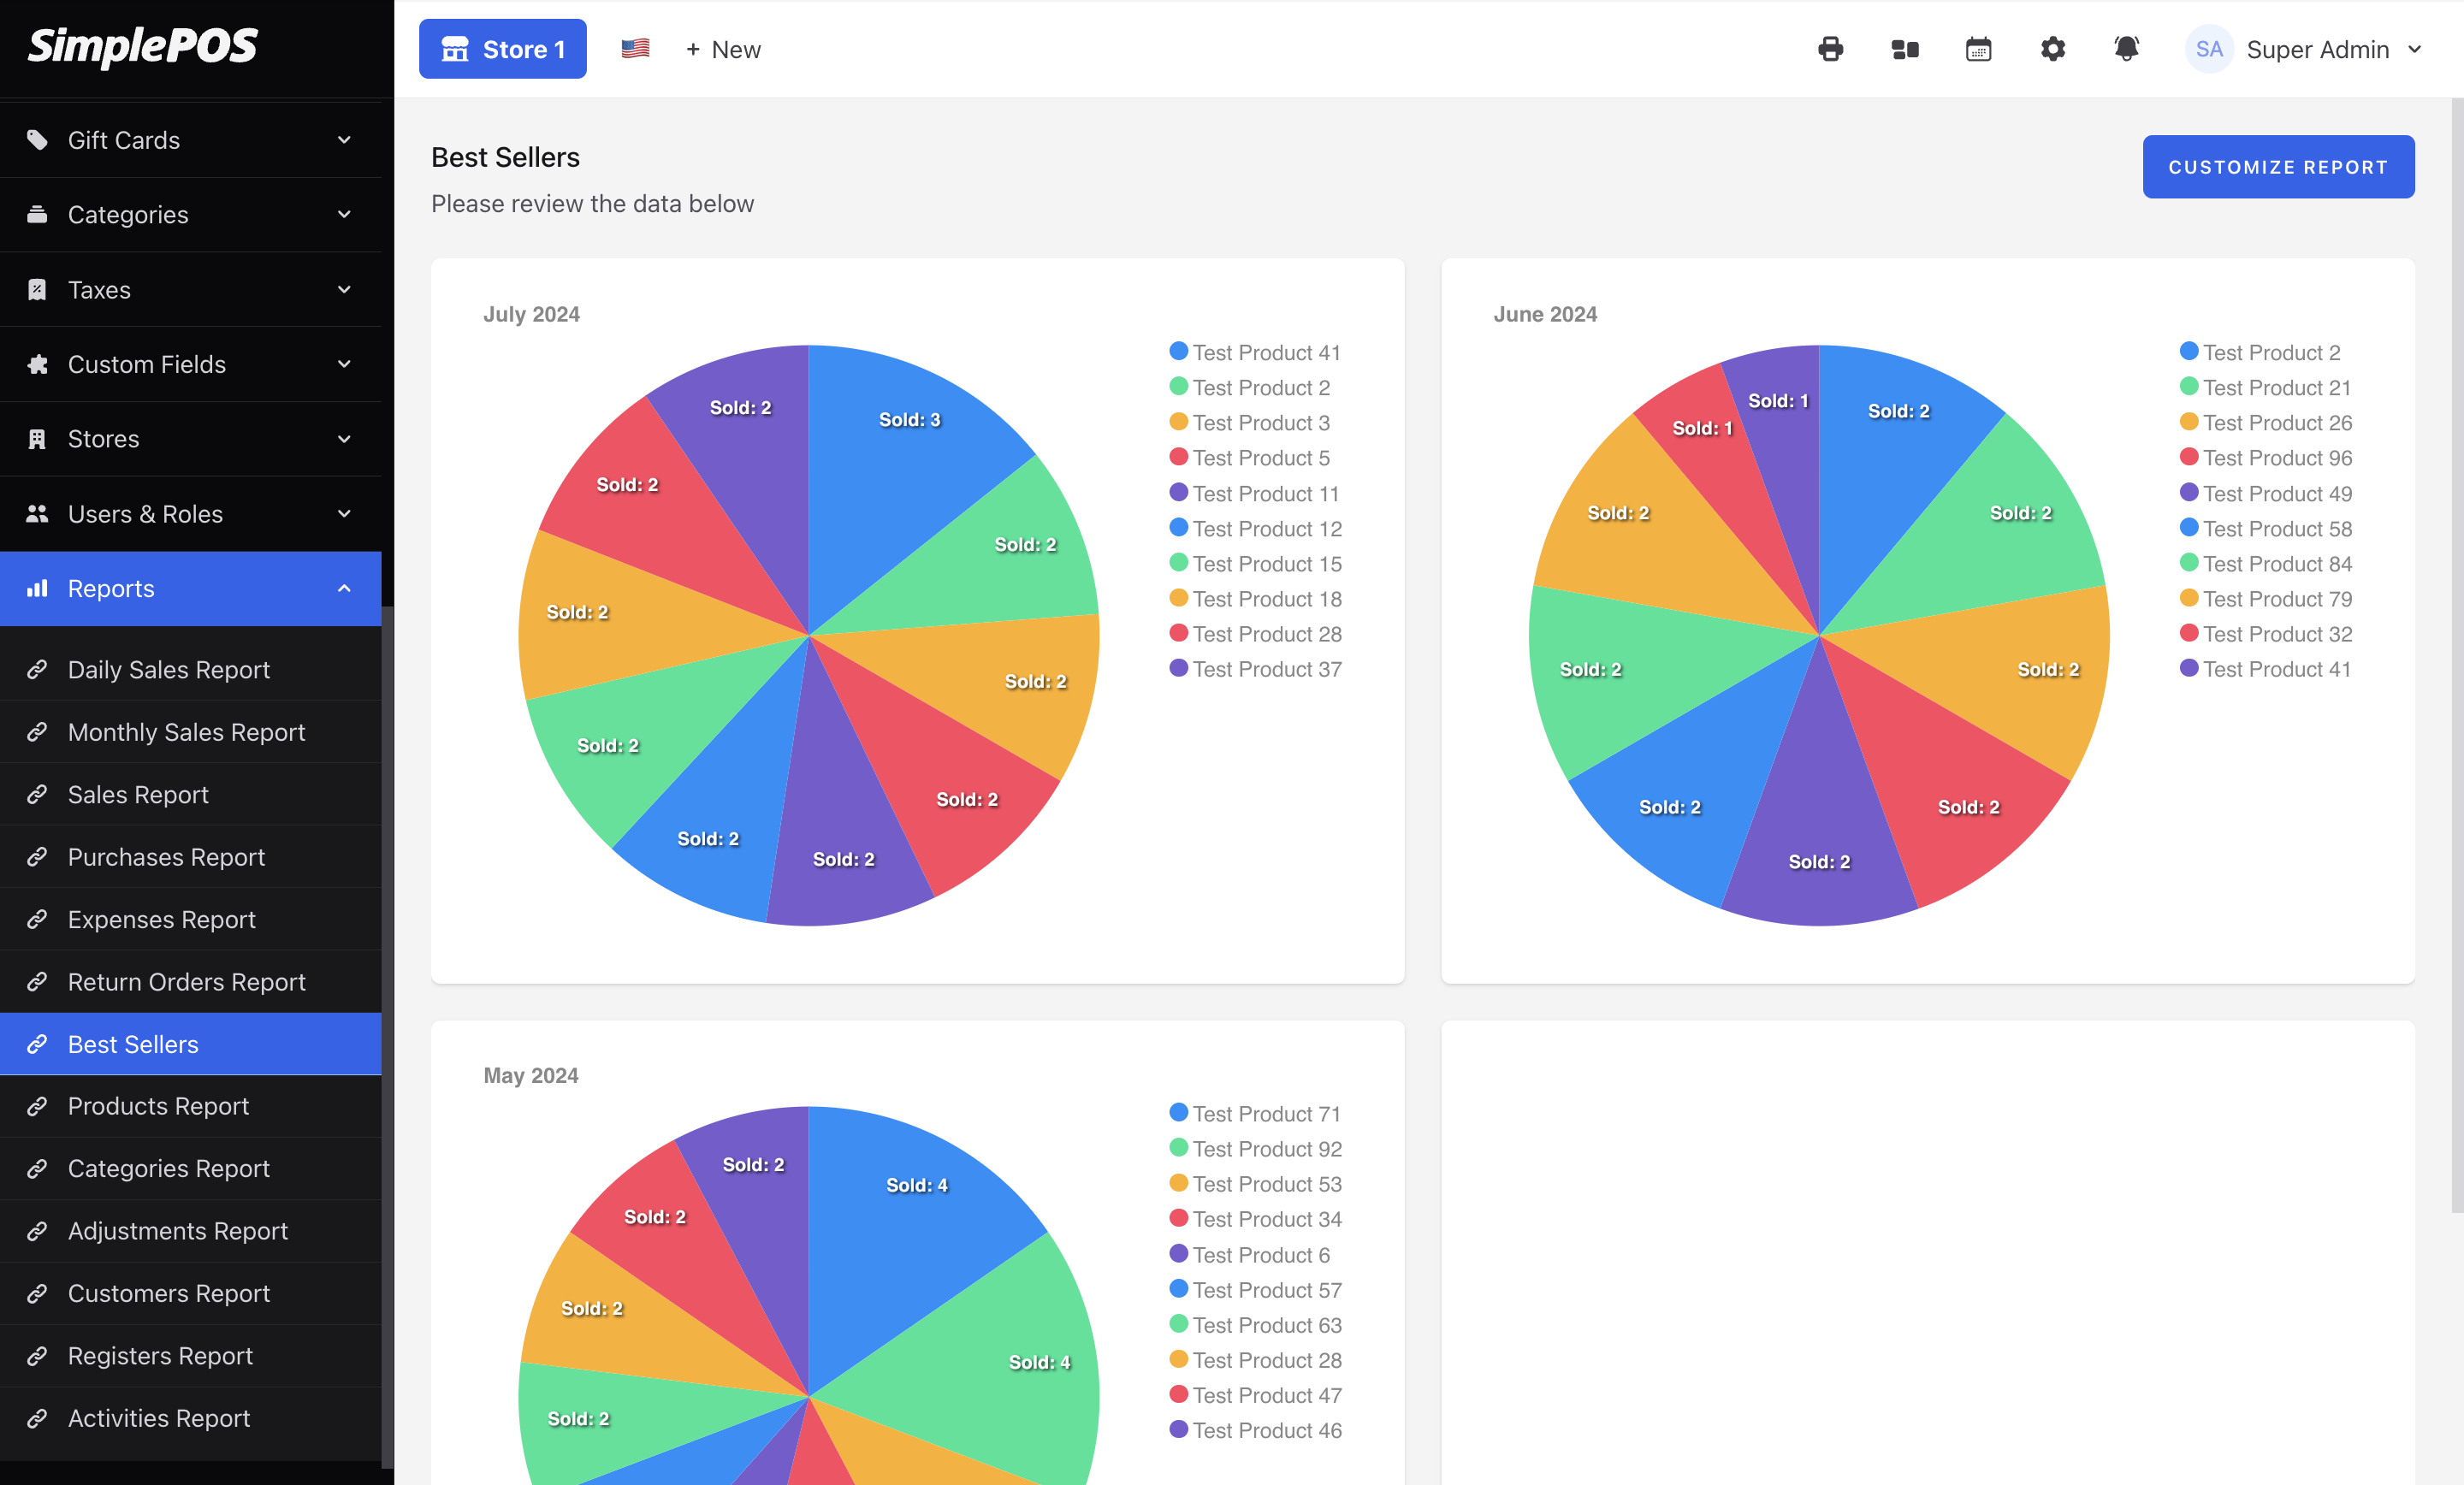 SimplePOS
Store 1
+ New
SA
Super Admin
Gift Cards
Categories
Taxes
Custom Fields
Stores
Users & Roles
Reports
Daily Sales Report
Monthly Sales Report
Sales Report
Purchases Report
Expenses Report
Return Orders Report
Best Sellers
Products Report
Categories Report
Adjustments Report
Customers Report
Registers Report
Activities Report
Best Sellers
Please review the data below
CUSTOMIZE REPORT
July 2024
Sold: 3
Sold: 2
Sold: 2
Sold: 2
Sold: 2
Sold: 2
Sold: 2
Sold: 2
Sold: 2
Sold: 2
Test Product 41
Test Product 2
Test Product 3
Test Product 5
Test Product 11
Test Product 12
Test Product 15
Test Product 18
Test Product 28
Test Product 37
June 2024
Sold: 2
Sold: 2
Sold: 2
Sold: 2
Sold: 2
Sold: 2
Sold: 2
Sold: 2
Sold: 1
Sold: 1
Test Product 2
Test Product 21
Test Product 26
Test Product 96
Test Product 49
Test Product 58
Test Product 84
Test Product 79
Test Product 32
Test Product 41
May 2024
Sold: 4
Sold: 4
Sold: 2
Sold: 2
Sold: 2
Sold: 2
Test Product 71
Test Product 92
Test Product 53
Test Product 34
Test Product 6
Test Product 57
Test Product 63
Test Product 28
Test Product 47
Test Product 46